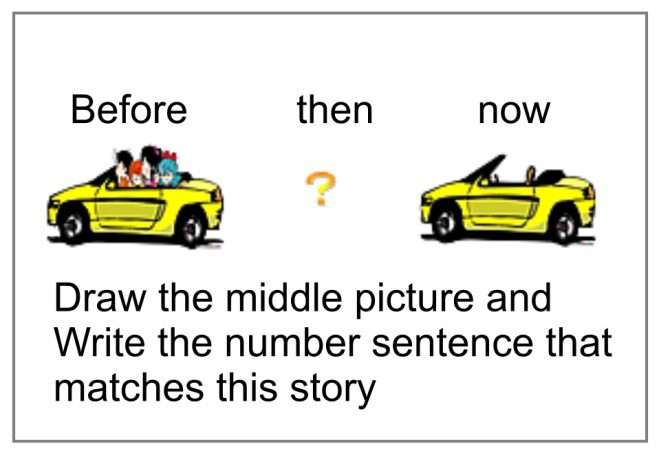 Before then now
?
Draw the middle picture and
Write the number sentence that
matches this story